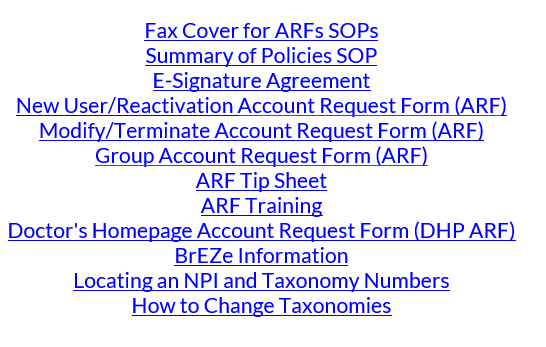 Fax Cover for ARFs SOPs
Summary of Policies SOP
E-Signature Agreement
New User/Reactivation Account Request Form (ARF)
Modify/Terminate Account Request Form (ARF)
Group Account Request Form (ARF)
ARF Tip Sheet
ARF Training
Doctor's Homepage Account Request Form (DHP ARF)
BrEZe Information
Locating an NPI and Taxonomy Numbers
How to Change Taxonomies